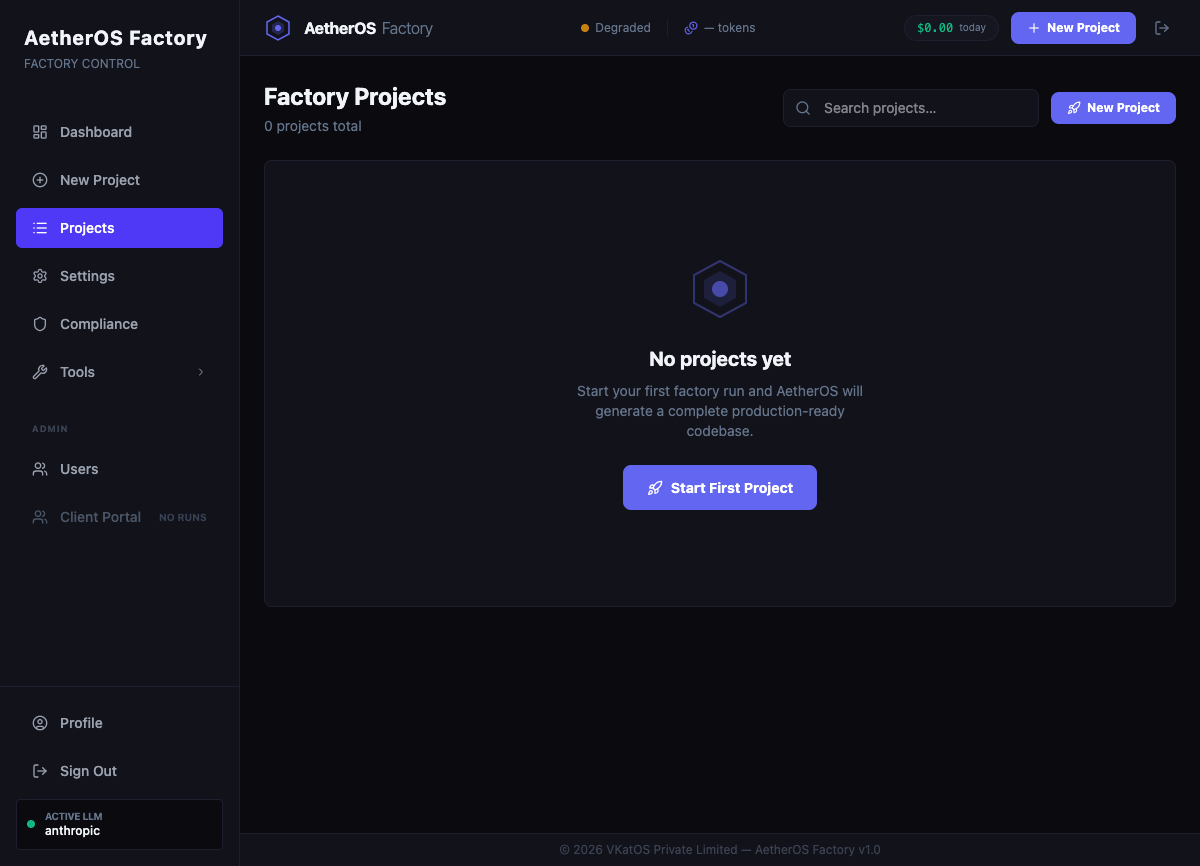 AetherOS Factory
FACTORY CONTROL
Dashboard
New Project
Projects
Settings
Compliance
Tools
ADMIN
Users
Client Portal NO RUNS
Profile
Sign Out
ACTIVE LLM
anthropic
AetherOS Factory
Degraded
— tokens
$0.00 today
New Project
Factory Projects
0 projects total
Search projects...
New Project
No projects yet
Start your first factory run and AetherOS will
generate a complete production-ready
codebase.
Start First Project
© 2026 VKatOS Private Limited — AetherOS Factory v1.0